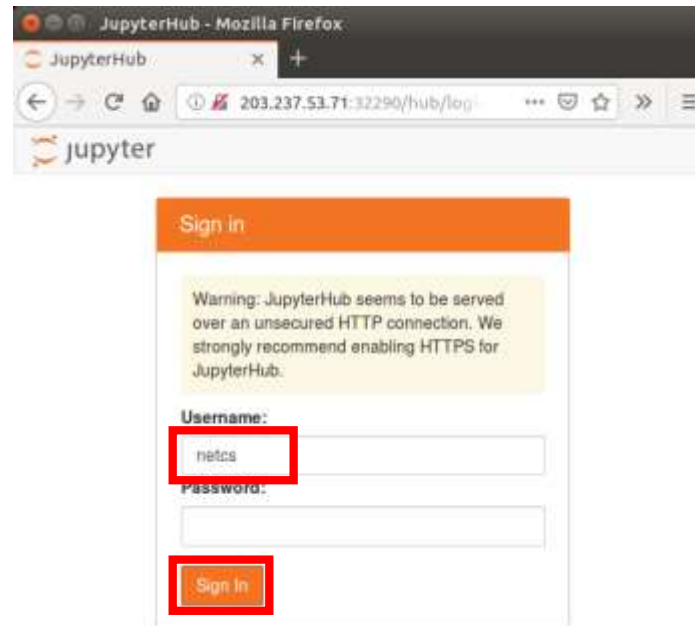 JupyterHub - Mozilla Firefox
JupyterHub × +
203.237.53.71:32290/hub/log
jupyter
Sign in
Warning: JupyterHub seems to be served
over an unsecured HTTP connection. We
strongly recommend enabling HTTPS for
JupyterHub.
Username:
netcs
Password:
Sign In